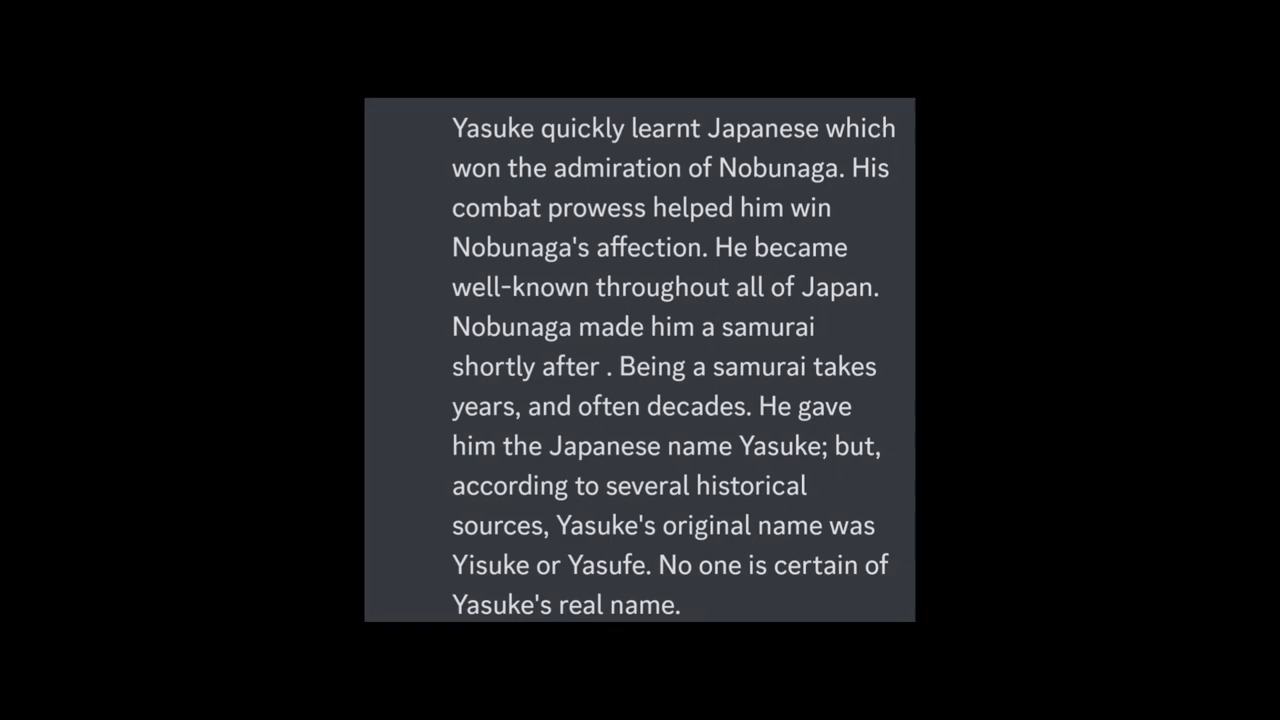 Yasuke quickly learnt Japanese which
won the admiration of Nobunaga. His
combat prowess helped him win
Nobunaga's affection. He became
well-known throughout all of Japan.
Nobunaga made him a samurai
shortly after . Being a samurai takes
years, and often decades. He gave
him the Japanese name Yasuke; but,
according to several historical
sources, Yasuke's original name was
Yisuke or Yasufe. No one is certain of
Yasuke's real name.